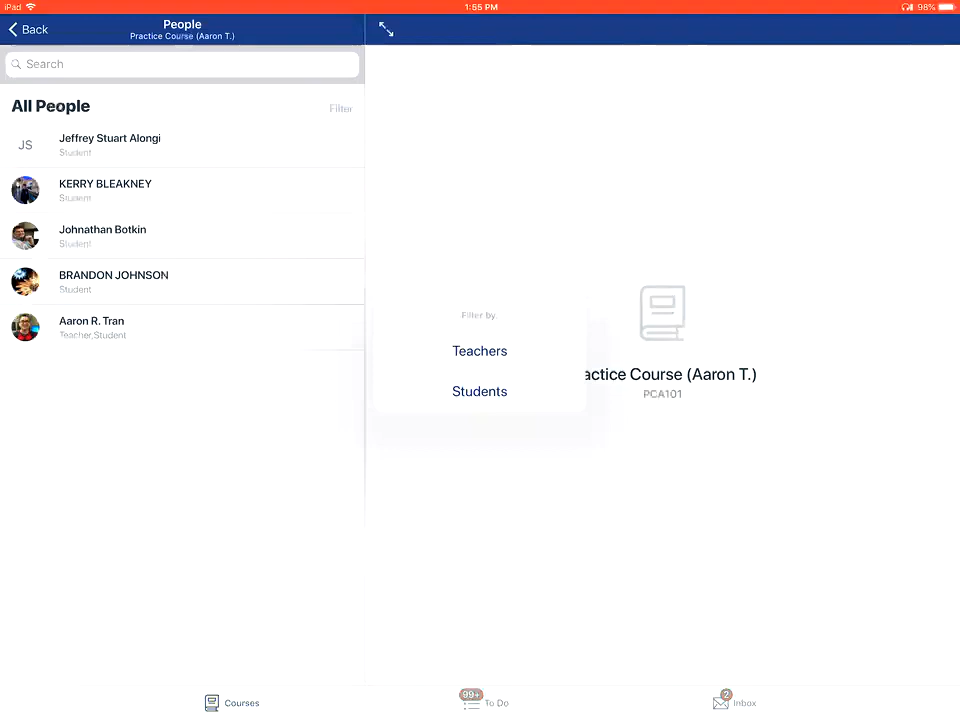 iPad
1:55 PM
98%
Back
People
Practice Course (Aaron T.)
Search
All People
Filter
JS
Jeffrey Stuart Alongi
Student
KERRY BLEAKNEY
Student
Johnathan Botkin
Student
BRANDON JOHNSON
Student
Aaron R. Tran
Teacher,Student
Filter by:
Teachers
Students
actice Course (Aaron T.)
PCA101
Courses
99+
To Do
2
Inbox